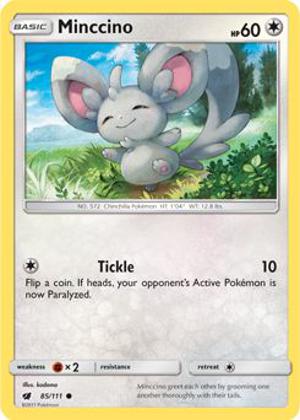 BASIC Minccino HP60
NO. 572 Chinchilla Pokémon HT: 1'04" WT: 12.8 lbs.
Tickle 10
Flip a coin. If heads, your opponent's Active Pokémon is
now Paralyzed.
weakness ×2 resistance retreat
illus. kodama
85/111
©2017 Pokémon
Minccino greet each other by grooming one
another thoroughly with their tails.